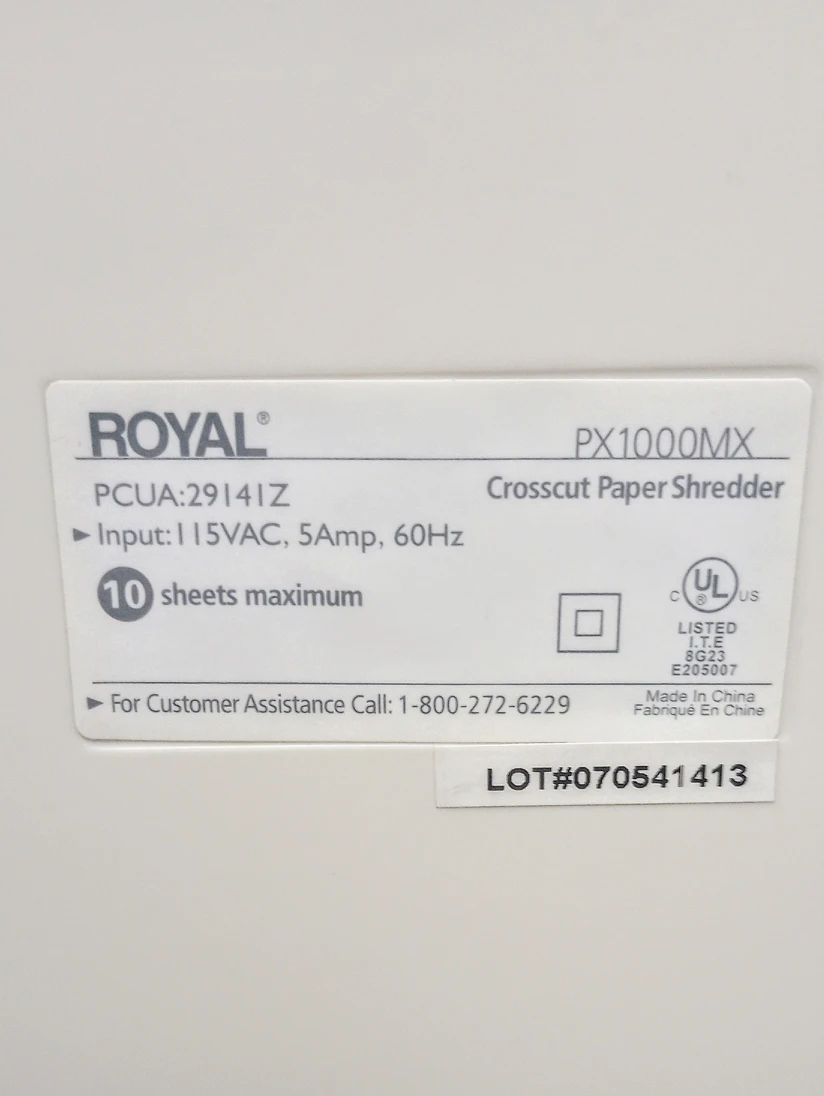 ROYAL®
PX1000MX
PCUA:29141Z
Crosscut Paper Shredder
►Input:115VAC, 5Amp, 60Hz
10 sheets maximum
C UL® US
LISTED
I.T.E
8G23
E205007
► For Customer Assistance Call: 1-800-272-6229
Made In China
Fabriqué En Chine
LOT#070541413